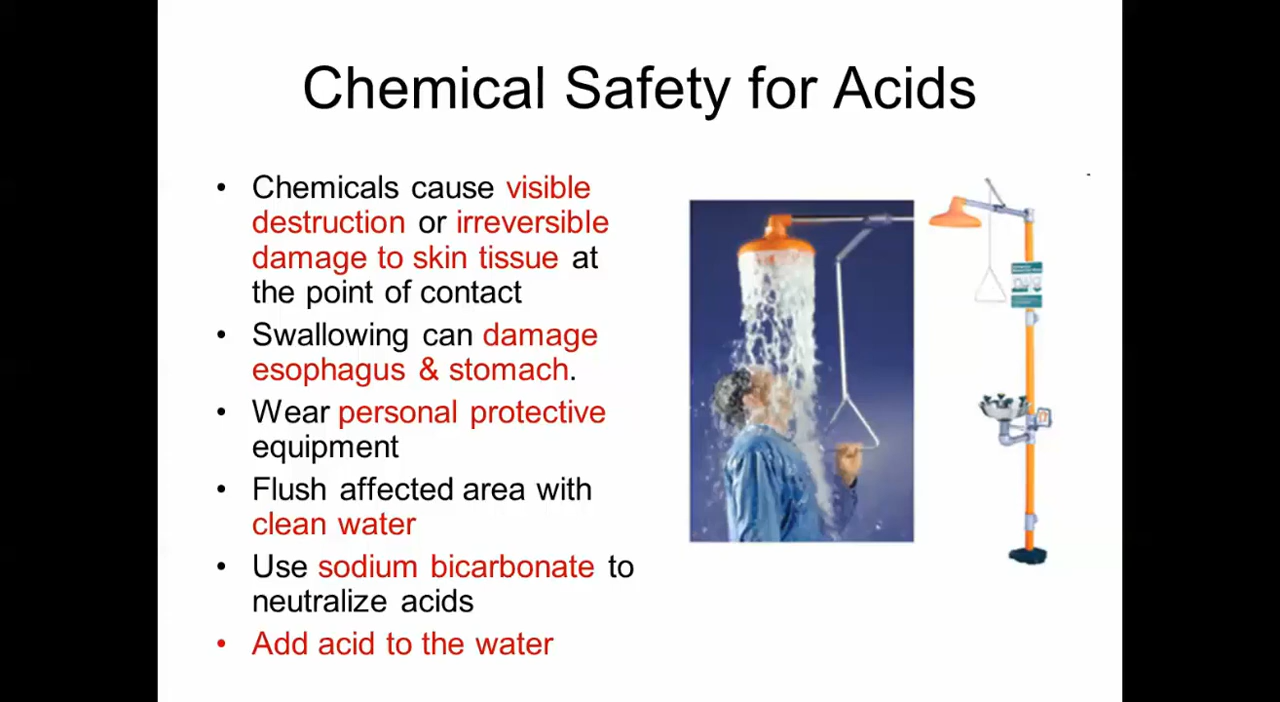 Chemical Safety for Acids
• Chemicals cause visible
destruction or irreversible
damage to skin tissue at
the point of contact
• Swallowing can damage
esophagus & stomach.
• Wear personal protective
equipment
• Flush affected area with
clean water
• Use sodium bicarbonate to
neutralize acids
• Add acid to the water